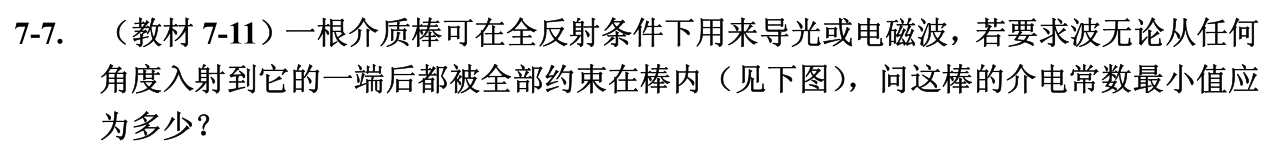 7-7. （教材 7-11）一根介质棒可在全反射条件下用来导光或电磁波，若要求波无论从任何
角度入射到它的一端后都被全部约束在棒内（见下图），问这棒的介电常数最小值应
为多少？